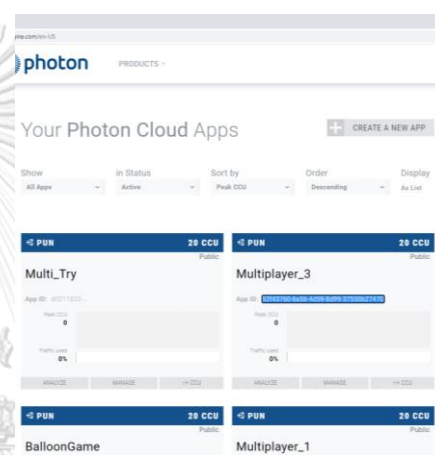 photon PRODUCTS
Your Photon Cloud Apps
CREATE A NEW APP
Show in Status Sort by Order Display
All Apps Active Peak CCU Descending As List
PUN 20 CCU
Public
Multi_Try
App ID:
Peak CCU
0
Traffic used
0%
ANALYZE MANAGE
PUN 20 CCU
Public
Multiplayer_3
App ID:
Peak CCU
0
Traffic used
0%
ANALYZE MANAGE
PUN 20 CCU
Public
BalloonGame
PUN 20 CCU
Public
Multiplayer_1